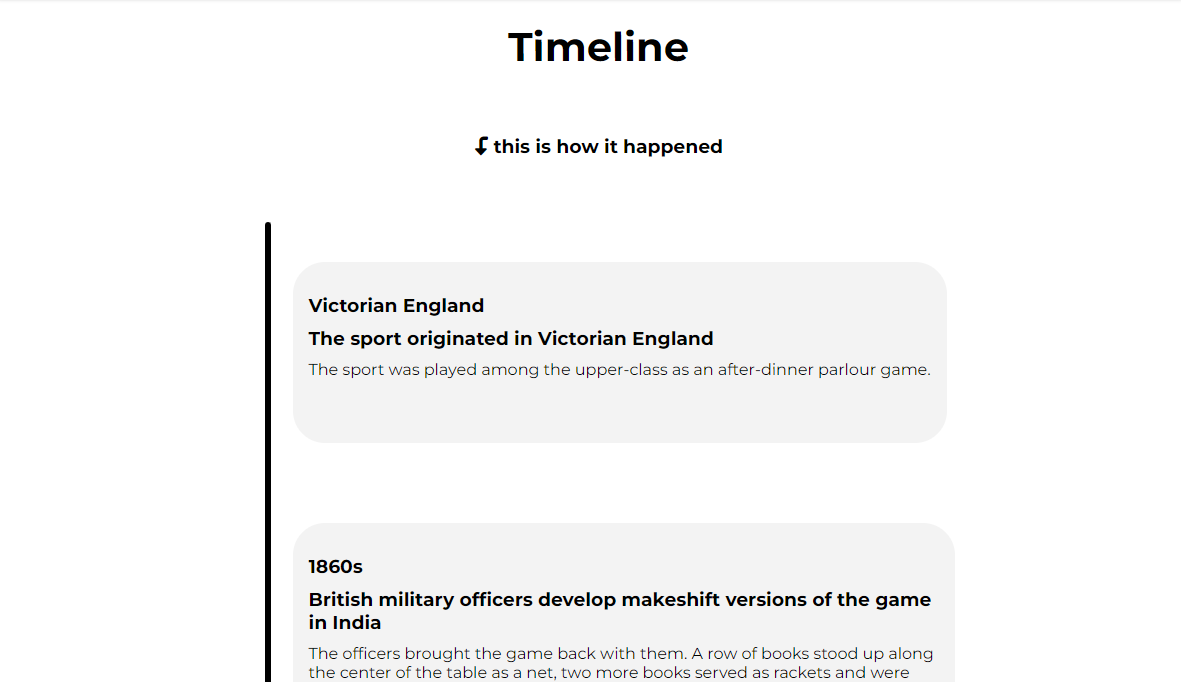 Timeline
this is how it happened
Victorian England
The sport originated in Victorian England
The sport was played among the upper-class as an after-dinner parlour game.
1860s
British military officers develop makeshift versions of the game
in India
The officers brought the game back with them. A row of books stood up along
the center of the table as a net, two more books served as rackets and were